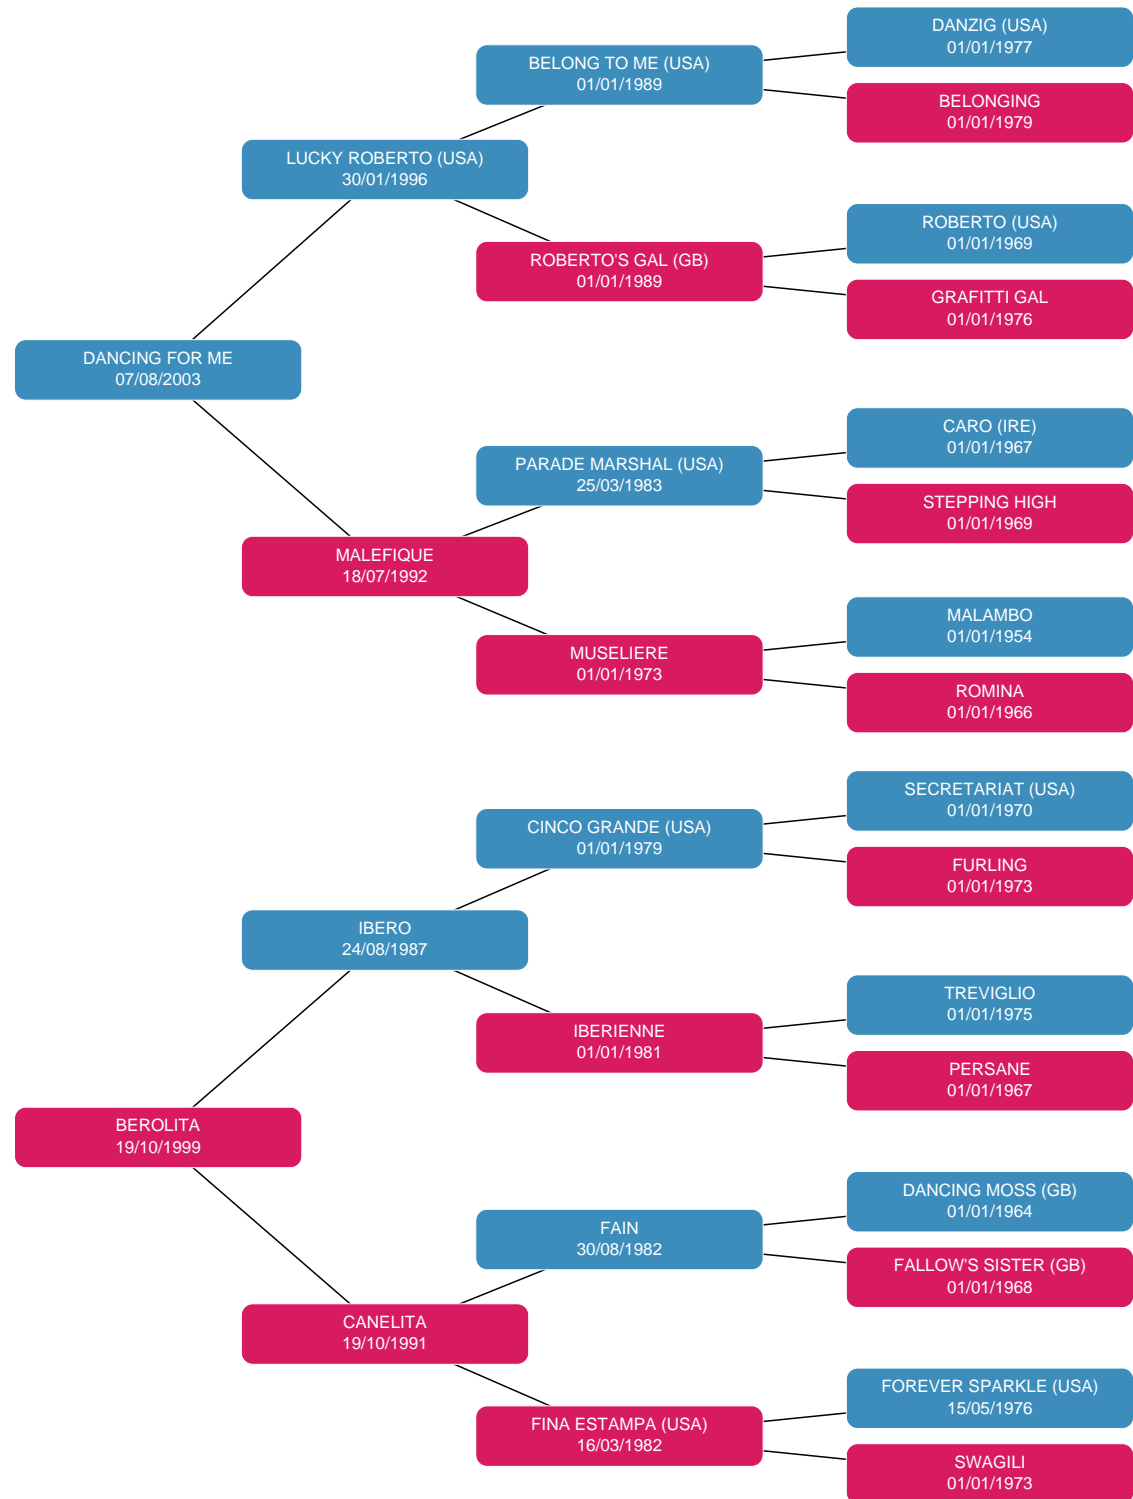 DANZIG (USA)
01/01/1977
BELONG TO ME (USA)
01/01/1989
BELONGING
01/01/1979
LUCKY ROBERTO (USA)
30/01/1996
ROBERTO (USA)
01/01/1969
ROBERTO'S GAL (GB)
01/01/1989
GRAFITTI GAL
01/01/1976
DANCING FOR ME
07/08/2003
CARO (IRE)
01/01/1967
PARADE MARSHAL (USA)
25/03/1983
STEPPING HIGH
01/01/1969
MALEFIQUE
18/07/1992
MALAMBO
01/01/1954
MUSELIERE
01/01/1973
ROMINA
01/01/1966
SECRETARIAT (USA)
01/01/1970
CINCO GRANDE (USA)
01/01/1979
FURLING
01/01/1973
IBERO
24/08/1987
TREVIGLIO
01/01/1975
IBERIENNE
01/01/1981
PERSANE
01/01/1967
BEROLITA
19/10/1999
DANCING MOSS (GB)
01/01/1964
FAIN
30/08/1982
FALLOW'S SISTER (GB)
01/01/1968
CANELITA
19/10/1991
FOREVER SPARKLE (USA)
15/05/1976
FINA ESTAMPA (USA)
16/03/1982
SWAGILI
01/01/1973